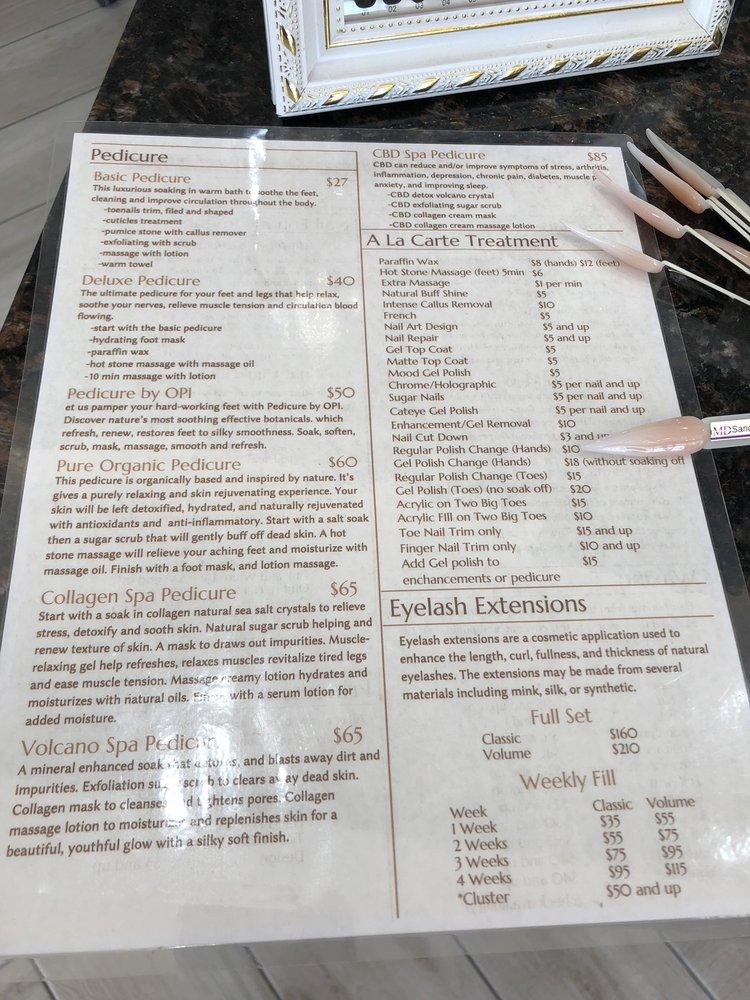 02 03 04
Pedicure
Basic Pedicure $27
This luxurious soaking in warm bath to soothe the feet,
cleaning and improve circulation throughout the body.
-toenails trim, filed and shaped
-cuticles treatment
-pumice stone with callus remover
-exfoliating with scrub
-massage with lotion
-warm towel
Deluxe Pedicure $40
The ultimate pedicure for your feet and legs that help relax,
soothe your nerves, relieve muscle tension and circulation blood
flowing.
-start with the basic pedicure
-hydrating foot mask
-paraffin wax
-hot stone massage with massage oil
-10 min massage with lotion
Pedicure by OPI $50
et us pamper your hard-working feet with Pedicure by OPI.
Discover nature's most soothing effective botanicals. which
refresh, renew, restores feet to silky smoothness. Soak, soften,
scrub, mask, massage, smooth and refresh.
Pure Organic Pedicure $60
This pedicure is organically based and inspired by nature. It's
gives a purely relaxing and skin rejuvenating experience. Your
skin will be left detoxified, hydrated, and naturally rejuvenated
with antioxidants and anti-inflammatory. Start with a salt soak
then a sugar scrub that will gently buff off dead skin. A hot
stone massage will relieve your aching feet and moisturize with
massage oil. Finish with a foot mask, and lotion massage.
Collagen Spa Pedicure $65
Start with a soak in collagen natural sea salt crystals to relieve
stress, detoxify and sooth skin. Natural sugar scrub helping and
renew texture of skin. A mask to draws out impurities. Muscle-
relaxing gel help refreshes, relaxes muscles revitalize tired legs
and ease muscle tension. Massage creamy lotion hydrates and
moisturizes with natural oils. with a serum lotion for
added moisture.
Volcano Spa Pedicure $65
A mineral enhanced soak that and blasts away dirt and
impurities. Exfoliation scrub to clears away dead skin.
Collagen mask to cleanses and tightens pores. Collagen
massage lotion to moisturize and replenishes skin for a
beautiful, youthful glow with a silky soft finish.
CBD Spa Pedicure $85
CBD can reduce and/or improve symptoms of stress, arthritis,
inflammation, depression, chronic pain, diabetes, muscle
anxiety, and improving sleep.
-CBD detox volcano crystal
-CBD exfoliating sugar scrub
-CBD collagen cream mask
-CBD collagen cream massage lotion
A La Carte Treatment
Paraffin Wax $8 (hands) $12 (feet)
Hot Stone Massage (feet) 5min $6
Extra Massage $1 per min
Natural Buff Shine $5
Intense Callus Removal $10
French $5
Nail Art Design $5 and up
Nail Repair $5 and up
Gel Top Coat $5
Matte Top Coat $5
Mood Gel Polish $5
Chrome/Holographic $5 per nail and up
Sugar Nails $5 per nail and up
Cateye Gel Polish $5 per nail and up
Enhancement/Gel Removal $10
Nail Cut Down $3 and up
Regular Polish Change (Hands) $10
Gel Polish Change (Hands) $18 (without soaking off
Regular Polish Change (Toes) $15
Gel Polish (Toes) (no soak off) $20
Acrylic on Two Big Toes $15
Acrylic FIll on Two Big Toes $10
Toe Nail Trim only $15 and up
Finger Nail Trim only $10 and up
Add Gel polish to $15
enchancements or pedicure
Eyelash Extensions
Eyelash extensions are a cosmetic application used to
enhance the length, curl, fullness, and thickness of natural
eyelashes. The extensions may be made from several
materials including mink, silk, or synthetic.
Full Set
Classic $160
Volume $210
Weekly Fill
Week Classic Volume
1 Week $35 $55
2 Weeks $55 $75
3 Weeks $75 $95
4 Weeks $95 $115
*Cluster $50 and up
MDSand